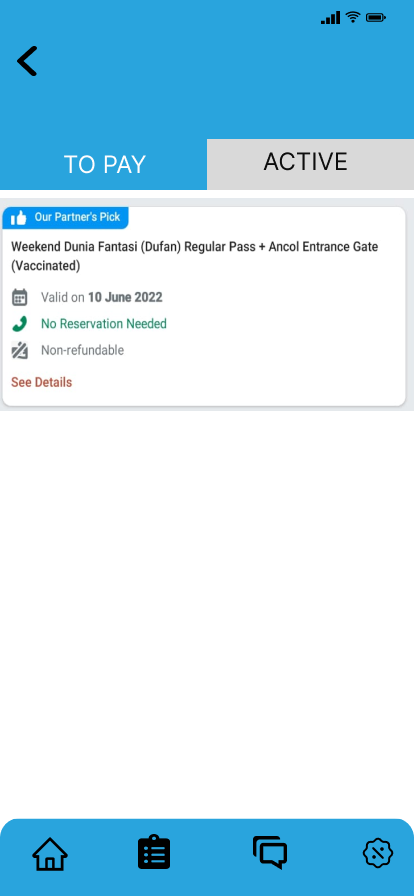 TO PAY
ACTIVE
Our Partner's Pick
Weekend Dunia Fantasi (Dufan) Regular Pass + Ancol Entrance Gate
(Vaccinated)
Valid on 10 June 2022
No Reservation Needed
Non-refundable
See Details